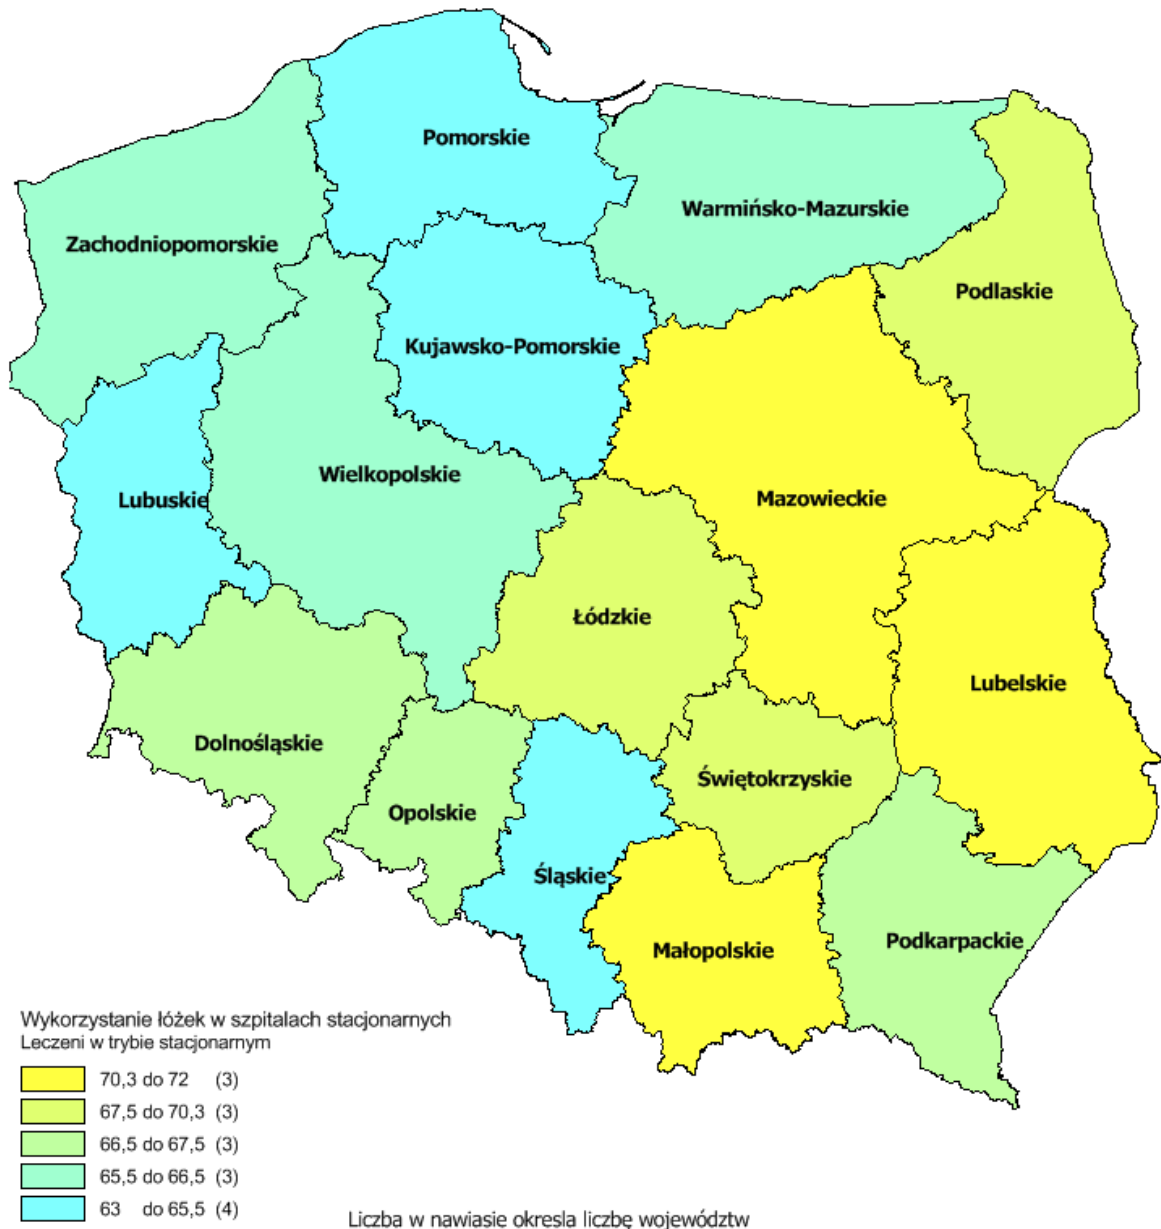 Pomorskie
Warmińsko-Mazurskie
Zachodniopomorskie
Podlaskie
Kujawsko-Pomorskie
Wielkopolskie
Lubuskie
Mazowieckie
Łódzkie
Lubelskie
Dolnośląskie
Świętokrzyskie
Opolskie
Śląskie
Małopolskie
Podkarpackie
Wykorzystanie łóżek w szpitalach stacjonarnych
Leczeni w trybie stacjonarnym
70,3 do 72 (3)
67,5 do 70,3 (3)
66,5 do 67,5 (3)
65,5 do 66,5 (3)
63 do 65,5 (4)
Liczba w nawiasie okresla liczbę województw